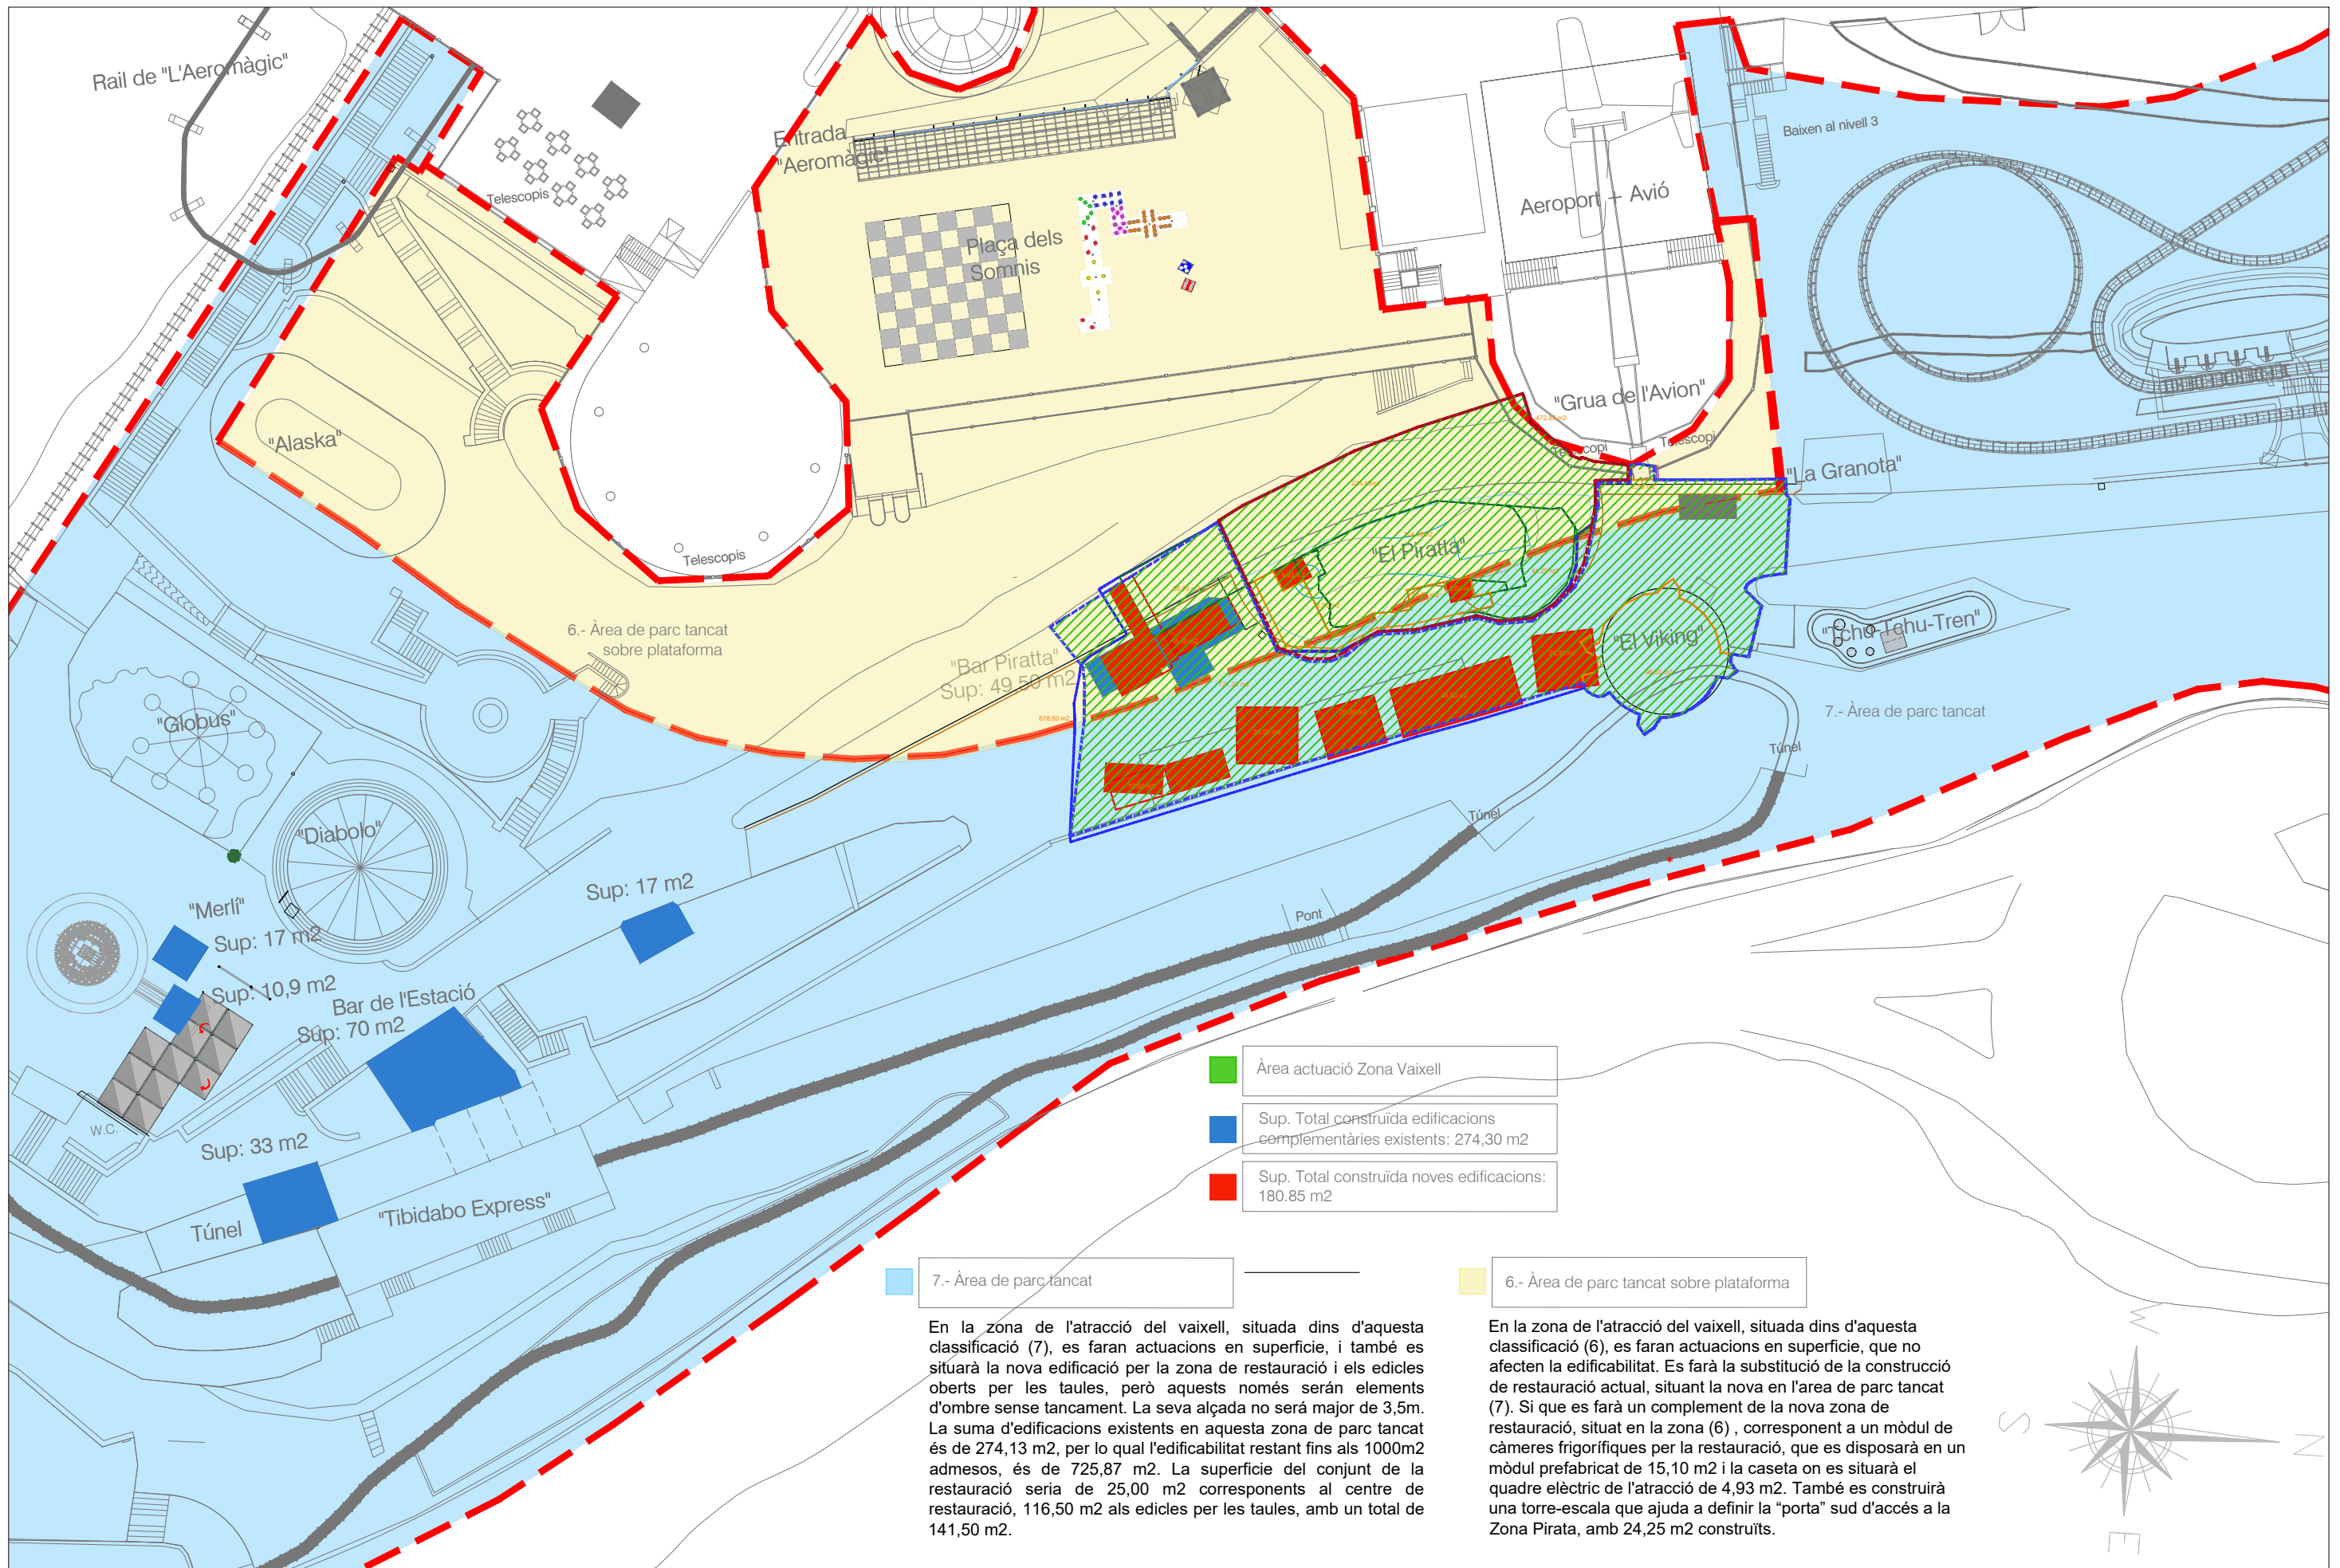 Rail de "L'Aeromàgic"
Telescopis
Entrada
"Aeromàgic"
Plaça dels
Somnis
Aeroport + Avió
Baixen al nivell 3
"Grua de l'Avion"
Telescopi
Telescopi
"La Granota"
"Alaska"
Telescopis
"El Piratta"
6.- Àrea de parc tancat
sobre plataforma
"Bar Piratta"
Sup: 49,50 m2
878,80 m2
"El Viking"
"Tchu-Tchu-Tren"
7.- Àrea de parc tancat
Túnel
Túnel
Pont
"Globus"
"Diabolo"
"Merlí"
Sup: 17 m2
Sup: 17 m2
Sup: 10,9 m2
Bar de l'Estació
Sup: 70 m2
W.C.
Sup: 33 m2
Túnel
"Tibidabo Express"
Àrea actuació Zona Vaixell
Sup. Total construïda edificacions
complementàries existents: 274,30 m2
Sup. Total construïda noves edificacions:
180.85 m2
7.- Àrea de parc tancat
En la zona de l'atracció del vaixell, situada dins d'aquesta
classificació (7), es faran actuacions en superficie, i també es
situarà la nova edificació per la zona de restauració i els edicles
oberts per les taules, però aquests només serán elements
d'ombre sense tancament. La seva alçada no será major de 3,5m.
La suma d'edificacions existents en aquesta zona de parc tancat
és de 274,13 m2, per lo qual l'edificabilitat restant fins als 1000m2
admesos, és de 725,87 m2. La superficie del conjunt de la
restauració seria de 25,00 m2 corresponents al centre de
restauració, 116,50 m2 als edicles per les taules, amb un total de
141,50 m2.
6.- Àrea de parc tancat sobre plataforma
En la zona de l'atracció del vaixell, situada dins d'aquesta
classificació (6), es faran actuacions en superficie, que no
afecten la edificabilitat. Es farà la substitució de la construcció
de restauració actual, situant la nova en l'area de parc tancat
(7). Si que es farà un complement de la nova zona de
restauració, situat en la zona (6) , corresponent a un mòdul de
càmeres frigorífiques per la restauració, que es disposarà en un
mòdul prefabricat de 15,10 m2 i la caseta on es situarà el
quadre elèctric de l'atracció de 4,93 m2. També es construirà
una torre-escala que ajuda a definir la “porta” sud d'accés a la
Zona Pirata, amb 24,25 m2 construïts.
S
N
E